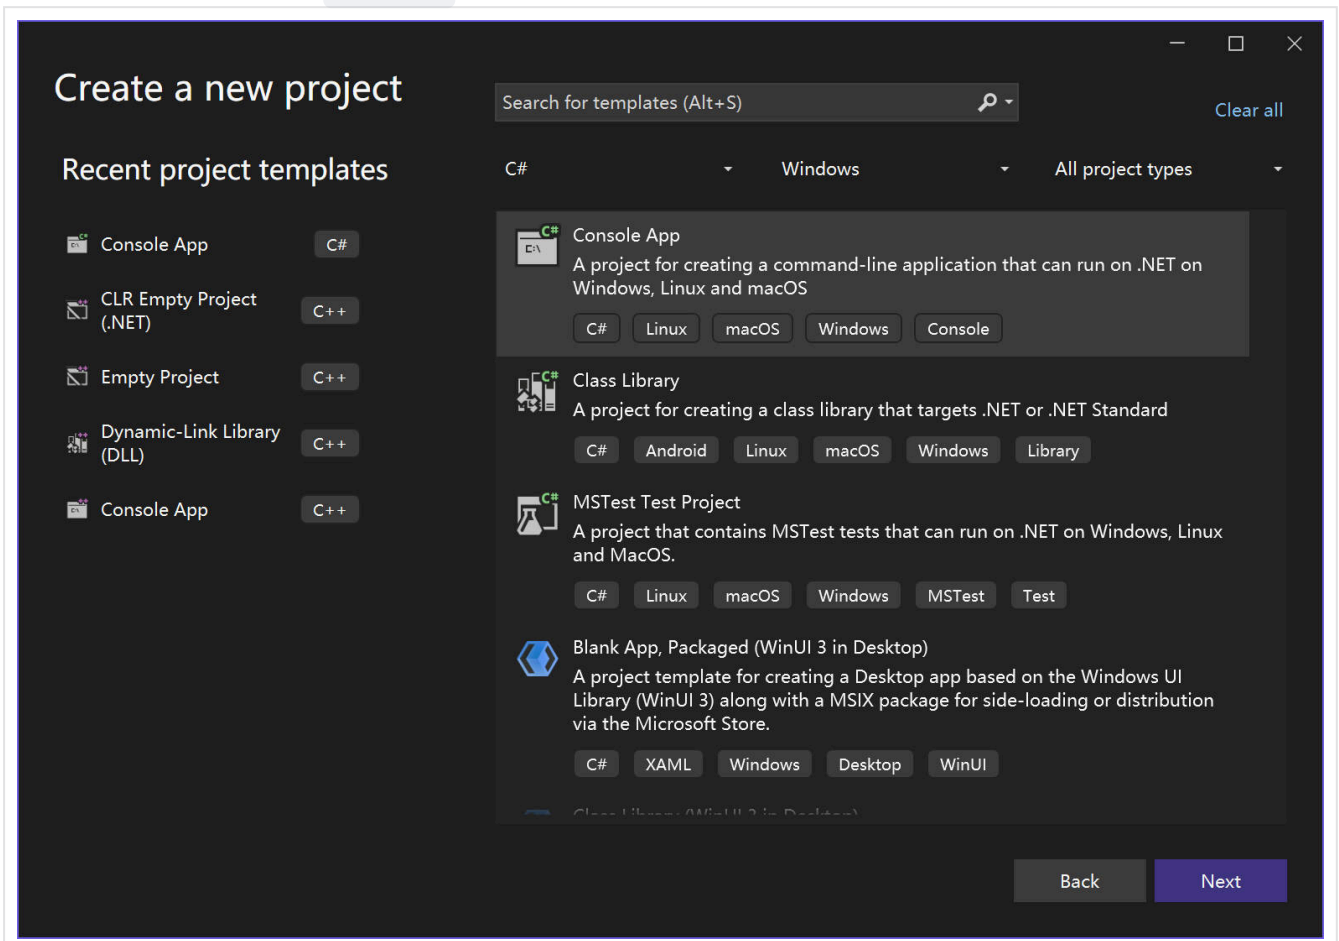 Create a new project
Search for templates (Alt+S)
Clear all
Recent project templates
C#
Windows
All project types
Console App
C#
CLR Empty Project
(.NET)
C++
Empty Project
C++
Dynamic-Link Library
(DLL)
C++
Console App
C++
C#
E:\
Console App
A project for creating a command-line application that can run on .NET on
Windows, Linux and macOS
C# Linux macOS Windows Console
C#
Class Library
A project for creating a class library that targets .NET or .NET Standard
C# Android Linux macOS Windows Library
C#
MSTest Test Project
A project that contains MSTest tests that can run on .NET on Windows, Linux
and MacOS.
C# Linux macOS Windows MSTest Test
Blank App, Packaged (WinUI 3 in Desktop)
A project template for creating a Desktop app based on the Windows UI
Library (WinUI 3) along with a MSIX package for side-loading or distribution
via the Microsoft Store.
C# XAML Windows Desktop WinUI
Class Library (WinUI 3 in Desktop)
Back
Next